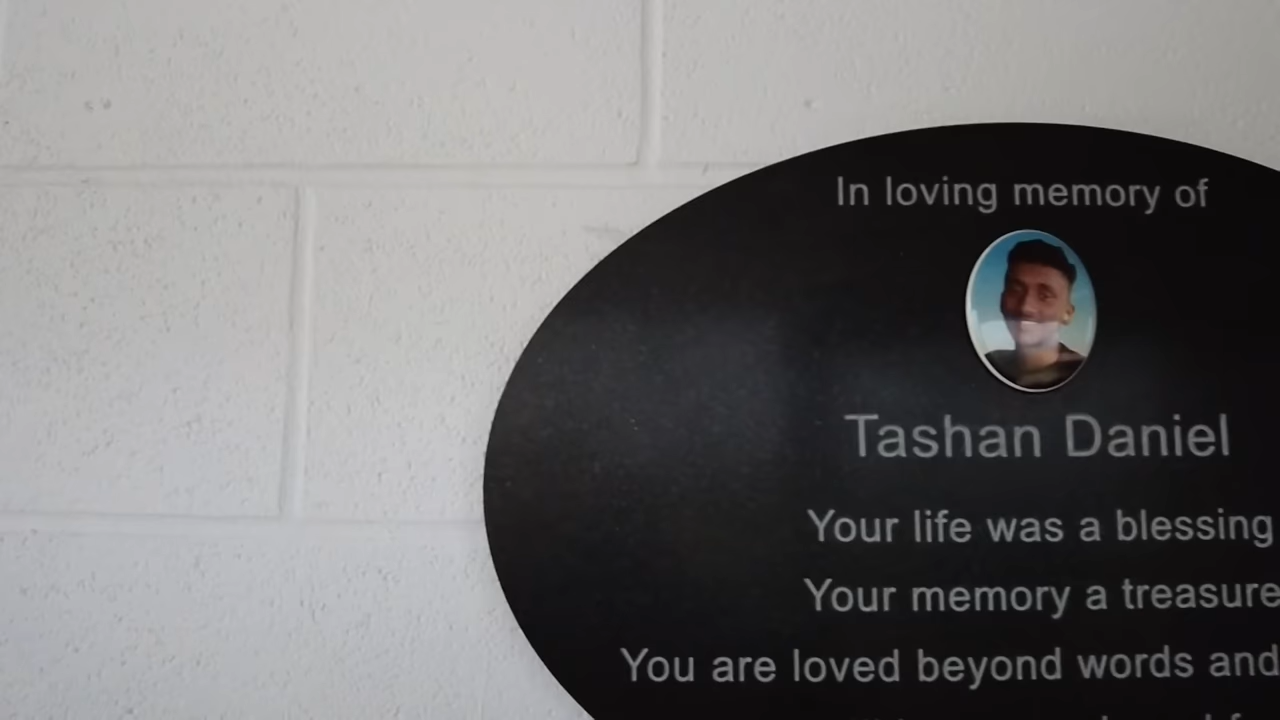 In loving memory of
Tashan Daniel
Your life was a blessing
Your memory a treasure
You are loved beyond words and